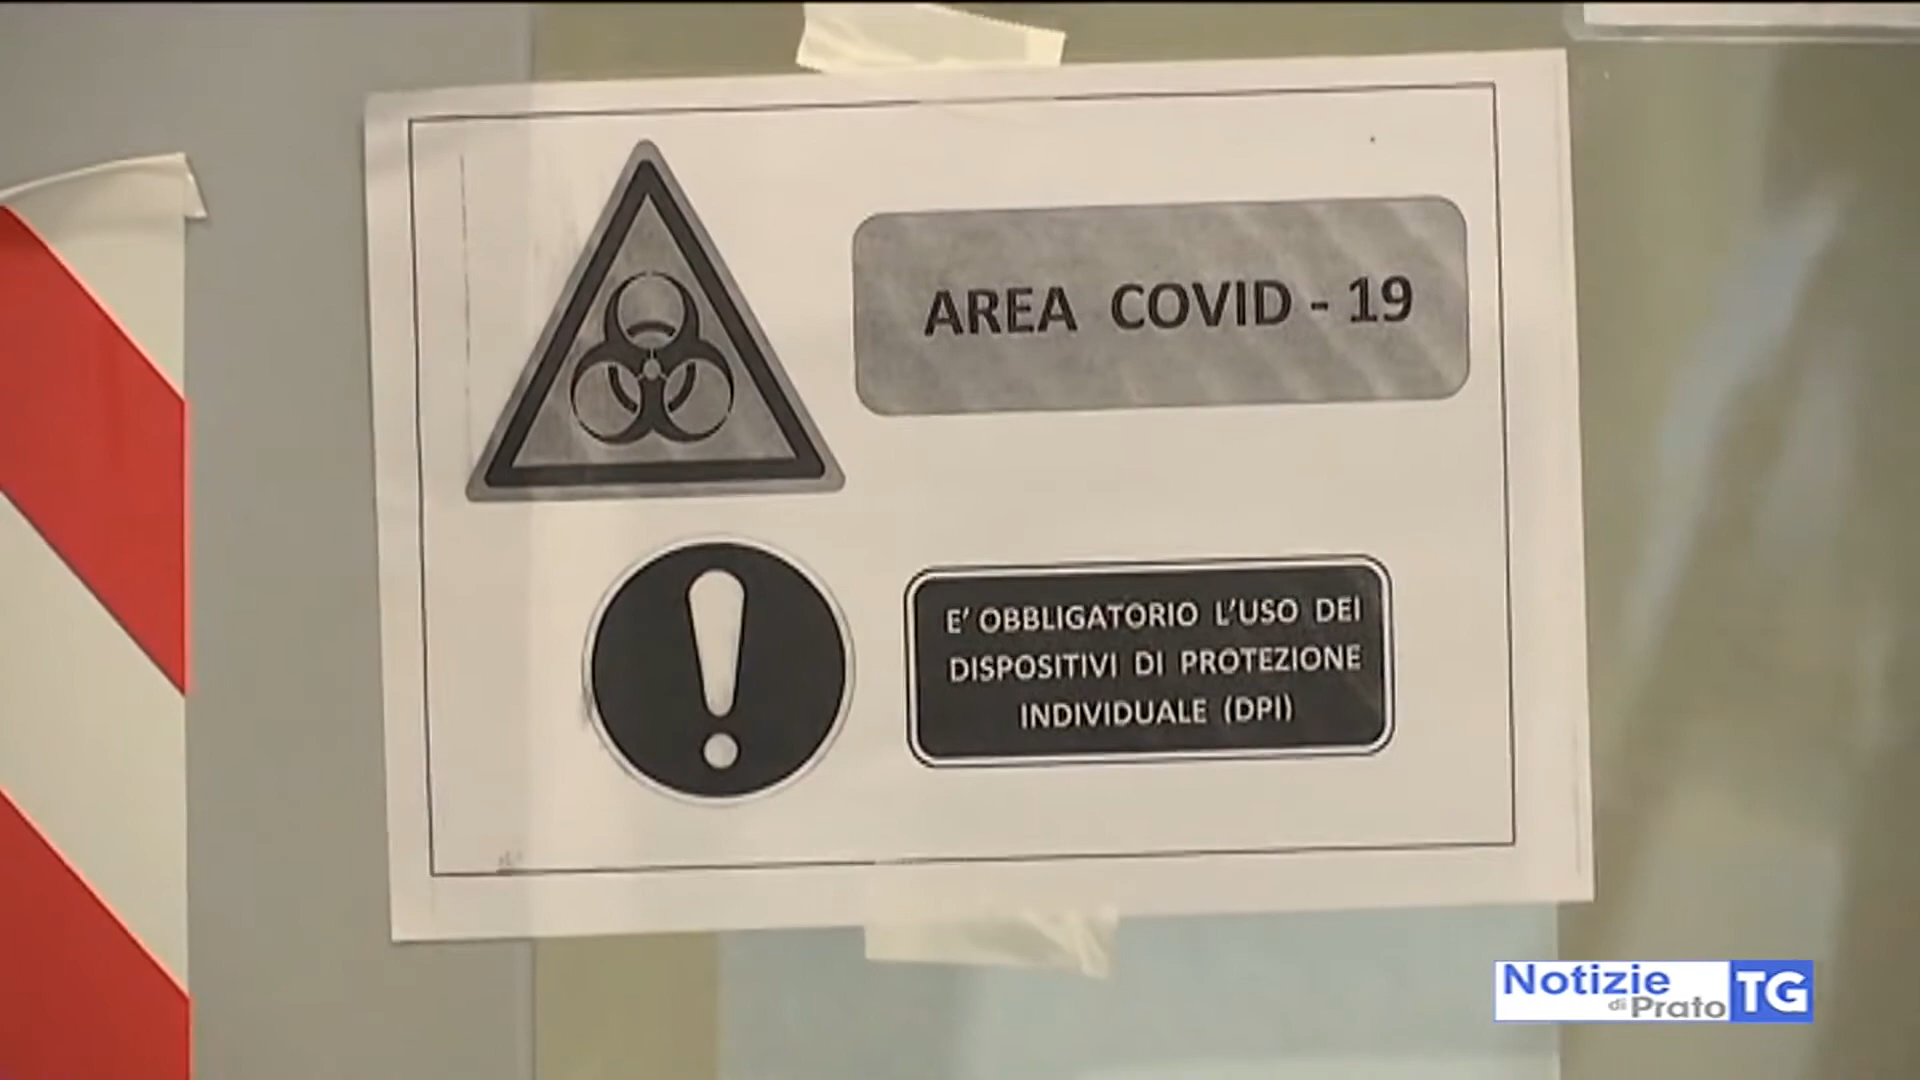 AREA COVID - 19
E' OBBLIGATORIO L'USO DEI
DISPOSITIVI DI PROTEZIONE
INDIVIDUALE (DPI)
Notizie
di Prato
TG